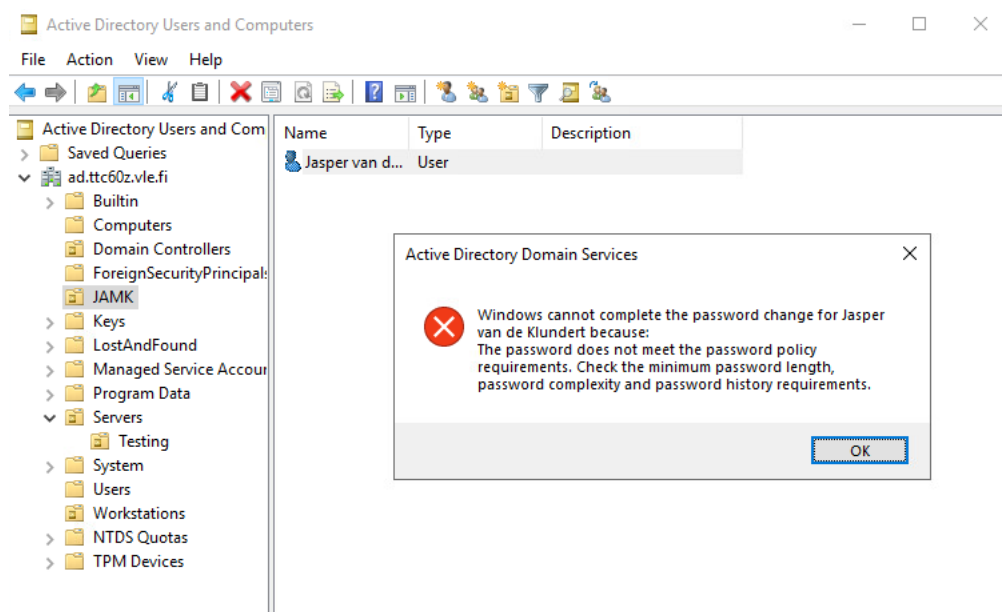 Active Directory Users and Computers
File Action View Help
Active Directory Users and Com
Saved Queries
ad.ttc60z.vle.fi
Builtin
Computers
Domain Controllers
ForeignSecurityPrincipals
JAMK
Keys
LostAndFound
Managed Service Accour
Program Data
Servers
Testing
System
Users
Workstations
NTDS Quotas
TPM Devices
Name Type Description
Jasper van d... User
Active Directory Domain Services
Windows cannot complete the password change for Jasper
van de Klundert because:
The password does not meet the password policy
requirements. Check the minimum password length,
password complexity and password history requirements.
OK